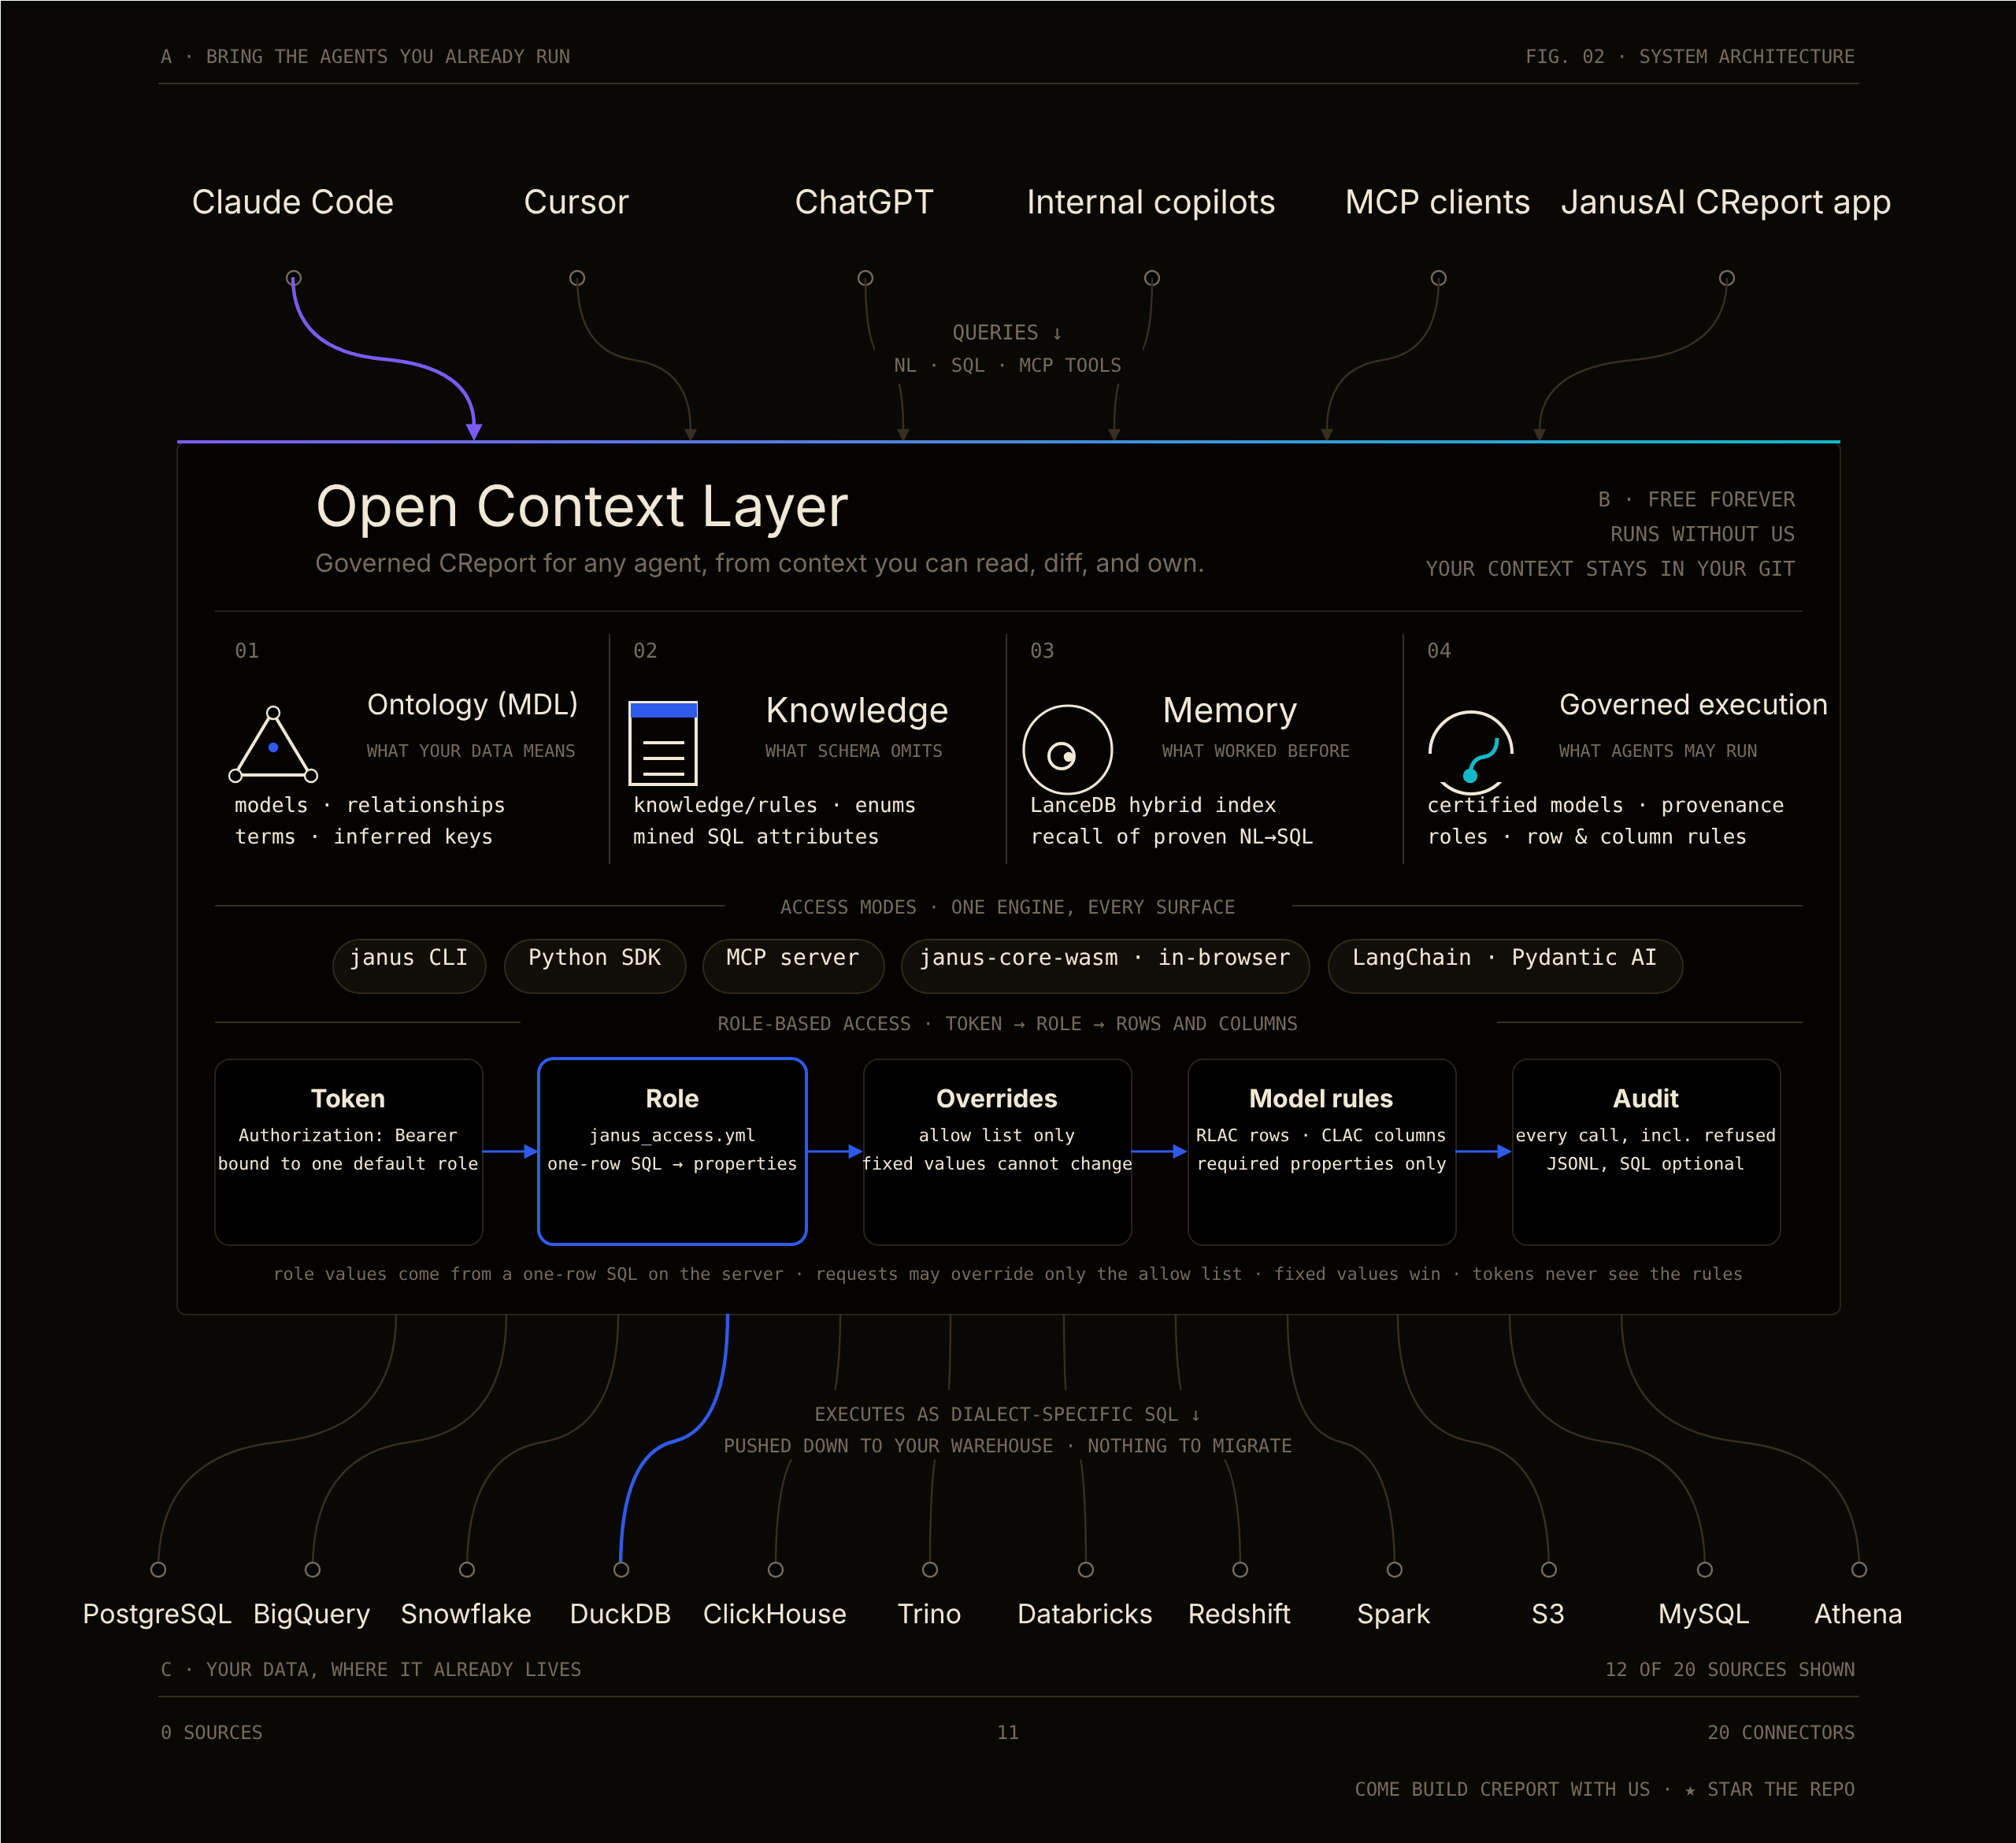 A · BRING THE AGENTS YOU ALREADY RUN
FIG. 02 · SYSTEM ARCHITECTURE
Claude Code
Cursor
ChatGPT
Internal copilots
MCP clients
JanusAI CReport app
QUERIES ↓
NL · SQL · MCP TOOLS
Open Context Layer
Governed CReport for any agent, from context you can read, diff, and own.
B · FREE FOREVER
RUNS WITHOUT US
YOUR CONTEXT STAYS IN YOUR GIT
01
Ontology (MDL)
WHAT YOUR DATA MEANS
models · relationships
terms · inferred keys
02
Knowledge
WHAT SCHEMA OMITS
knowledge/rules · enums
mined SQL attributes
03
Memory
WHAT WORKED BEFORE
LanceDB hybrid index
recall of proven NL→SQL
04
Governed execution
WHAT AGENTS MAY RUN
certified models · provenance
roles · row & column rules
ACCESS MODES · ONE ENGINE, EVERY SURFACE
janus CLI
Python SDK
MCP server
janus-core-wasm · in-browser
LangChain · Pydantic AI
ROLE-BASED ACCESS · TOKEN → ROLE → ROWS AND COLUMNS
Token
Authorization: Bearer
bound to one default role
Role
janus_access.yml
one-row SQL → properties
Overrides
allow list only
fixed values cannot change
Model rules
RLAC rows · CLAC columns
required properties only
Audit
every call, incl. refused
JSONL, SQL optional
role values come from a one-row SQL on the server · requests may override only the allow list · fixed values win · tokens never see the rules
EXECUTES AS DIALECT-SPECIFIC SQL ↓
PUSHED DOWN TO YOUR WAREHOUSE · NOTHING TO MIGRATE
PostgreSQL
BigQuery
Snowflake
DuckDB
ClickHouse
Trino
Databricks
Redshift
Spark
S3
MySQL
Athena
C · YOUR DATA, WHERE IT ALREADY LIVES
12 OF 20 SOURCES SHOWN
0 SOURCES
11
20 CONNECTORS
COME BUILD CREPORT WITH US · ★ STAR THE REPO